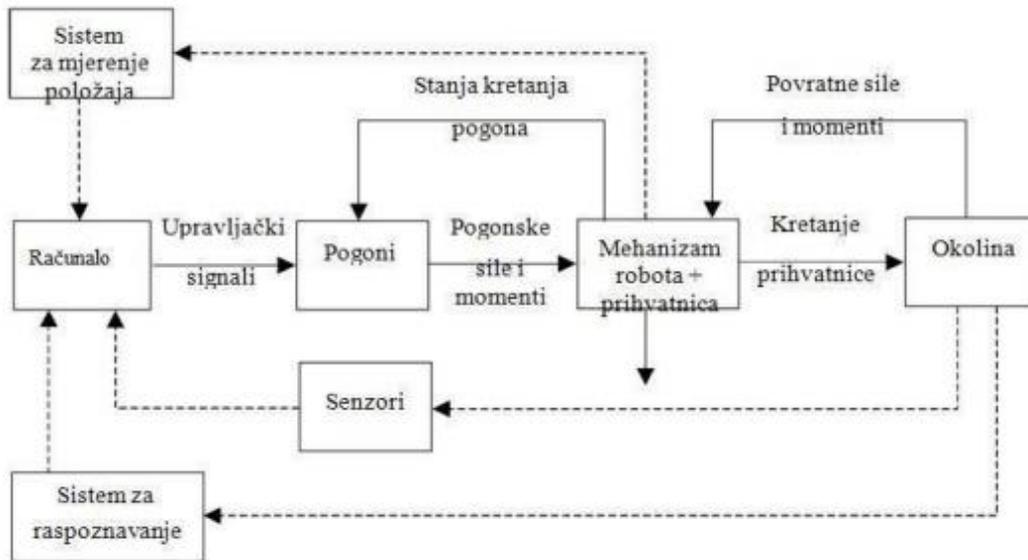 Sistem
za mjerenje
položaja
Stanja kretanja
pogona
Povratne sile
i momenti
Računalo
Upravljački
signali
Pogoni
Pogonske
sile i
momenti
Mehanizam
robota +
prihvatnica
Kretanje
prihvatnice
Okolina
Senzori
Sistem za
raspoznavanje